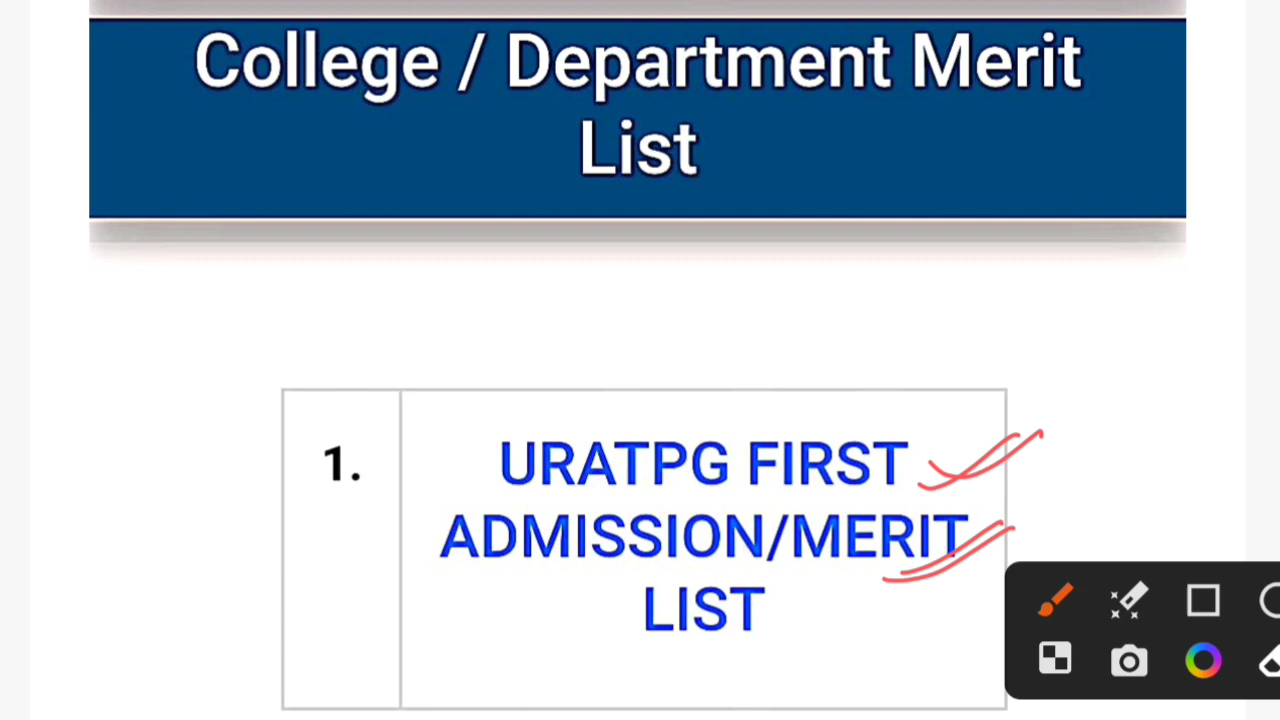 College / Department Merit
List
1.
URATPG FIRST
ADMISSION/MERIT
LIST